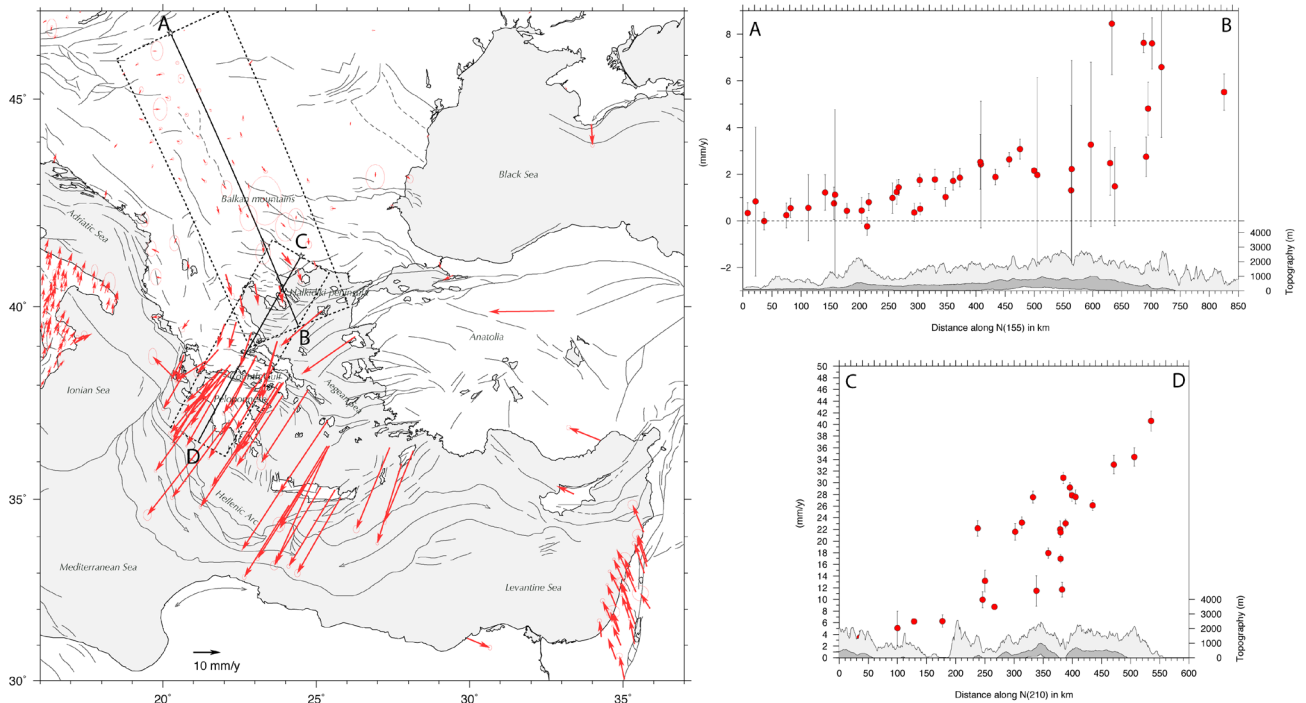 A
45°
40°
35°
30°
20°
25°
30°
35°
Black Sea
Balkan mountains
Adriatic Sea
C
Halkidiki peninsula
B
Anatolia
Ionian Sea
Aegean Sea
D
Hellenic Arc
Mediterranean Sea
Levantine Sea
10 mm/y
A
B
8
6
4
2
0
−2
(mm/y)
4000
3000
2000
1000
0
Topography (m)
0 50 100 150 200 250 300 350 400 450 500 550 600 650 700 750 800 850
Distance along N(155) in km
C
D
50
48
46
44
42
40
38
36
34
32
30
28
26
24
22
20
18
16
14
12
10
8
6
4
2
0
(mm/y)
4000
3000
2000
1000
0
Topography (m)
0 50 100 150 200 250 300 350 400 450 500 550 600
Distance along N(210) in km